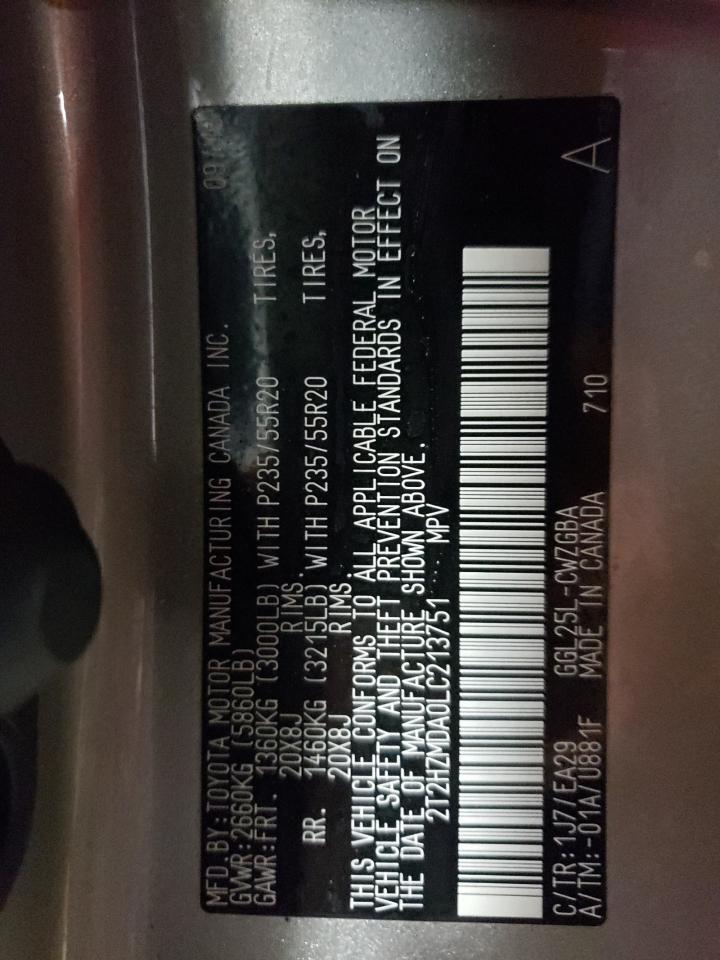 MFD.BY:TOYOTA MOTOR MANUFACTURING CANADA INC.
GVWR:2660KG (5860LB)
GAWR:FRT. 1360KG (3000LB) WITH P235/55R20 TIRES,
20X8J RIMS.
RR. 1460KG (3215LB) WITH P235/55R20 TIRES,
20X8J RIMS.
THIS VEHICLE CONFORMS TO ALL APPLICABLE FEDERAL MOTOR
VEHICLE SAFETY AND THEFT PREVENTION STANDARDS IN EFFECT ON
THE DATE OF MANUFACTURE SHOWN ABOVE.
2T2HZMDA0LC213751 MPV
C/TR:1J7/EA29 GGL25L-CWZGBA
A/TM:-01A/U881F MADE IN CANADA 710 A